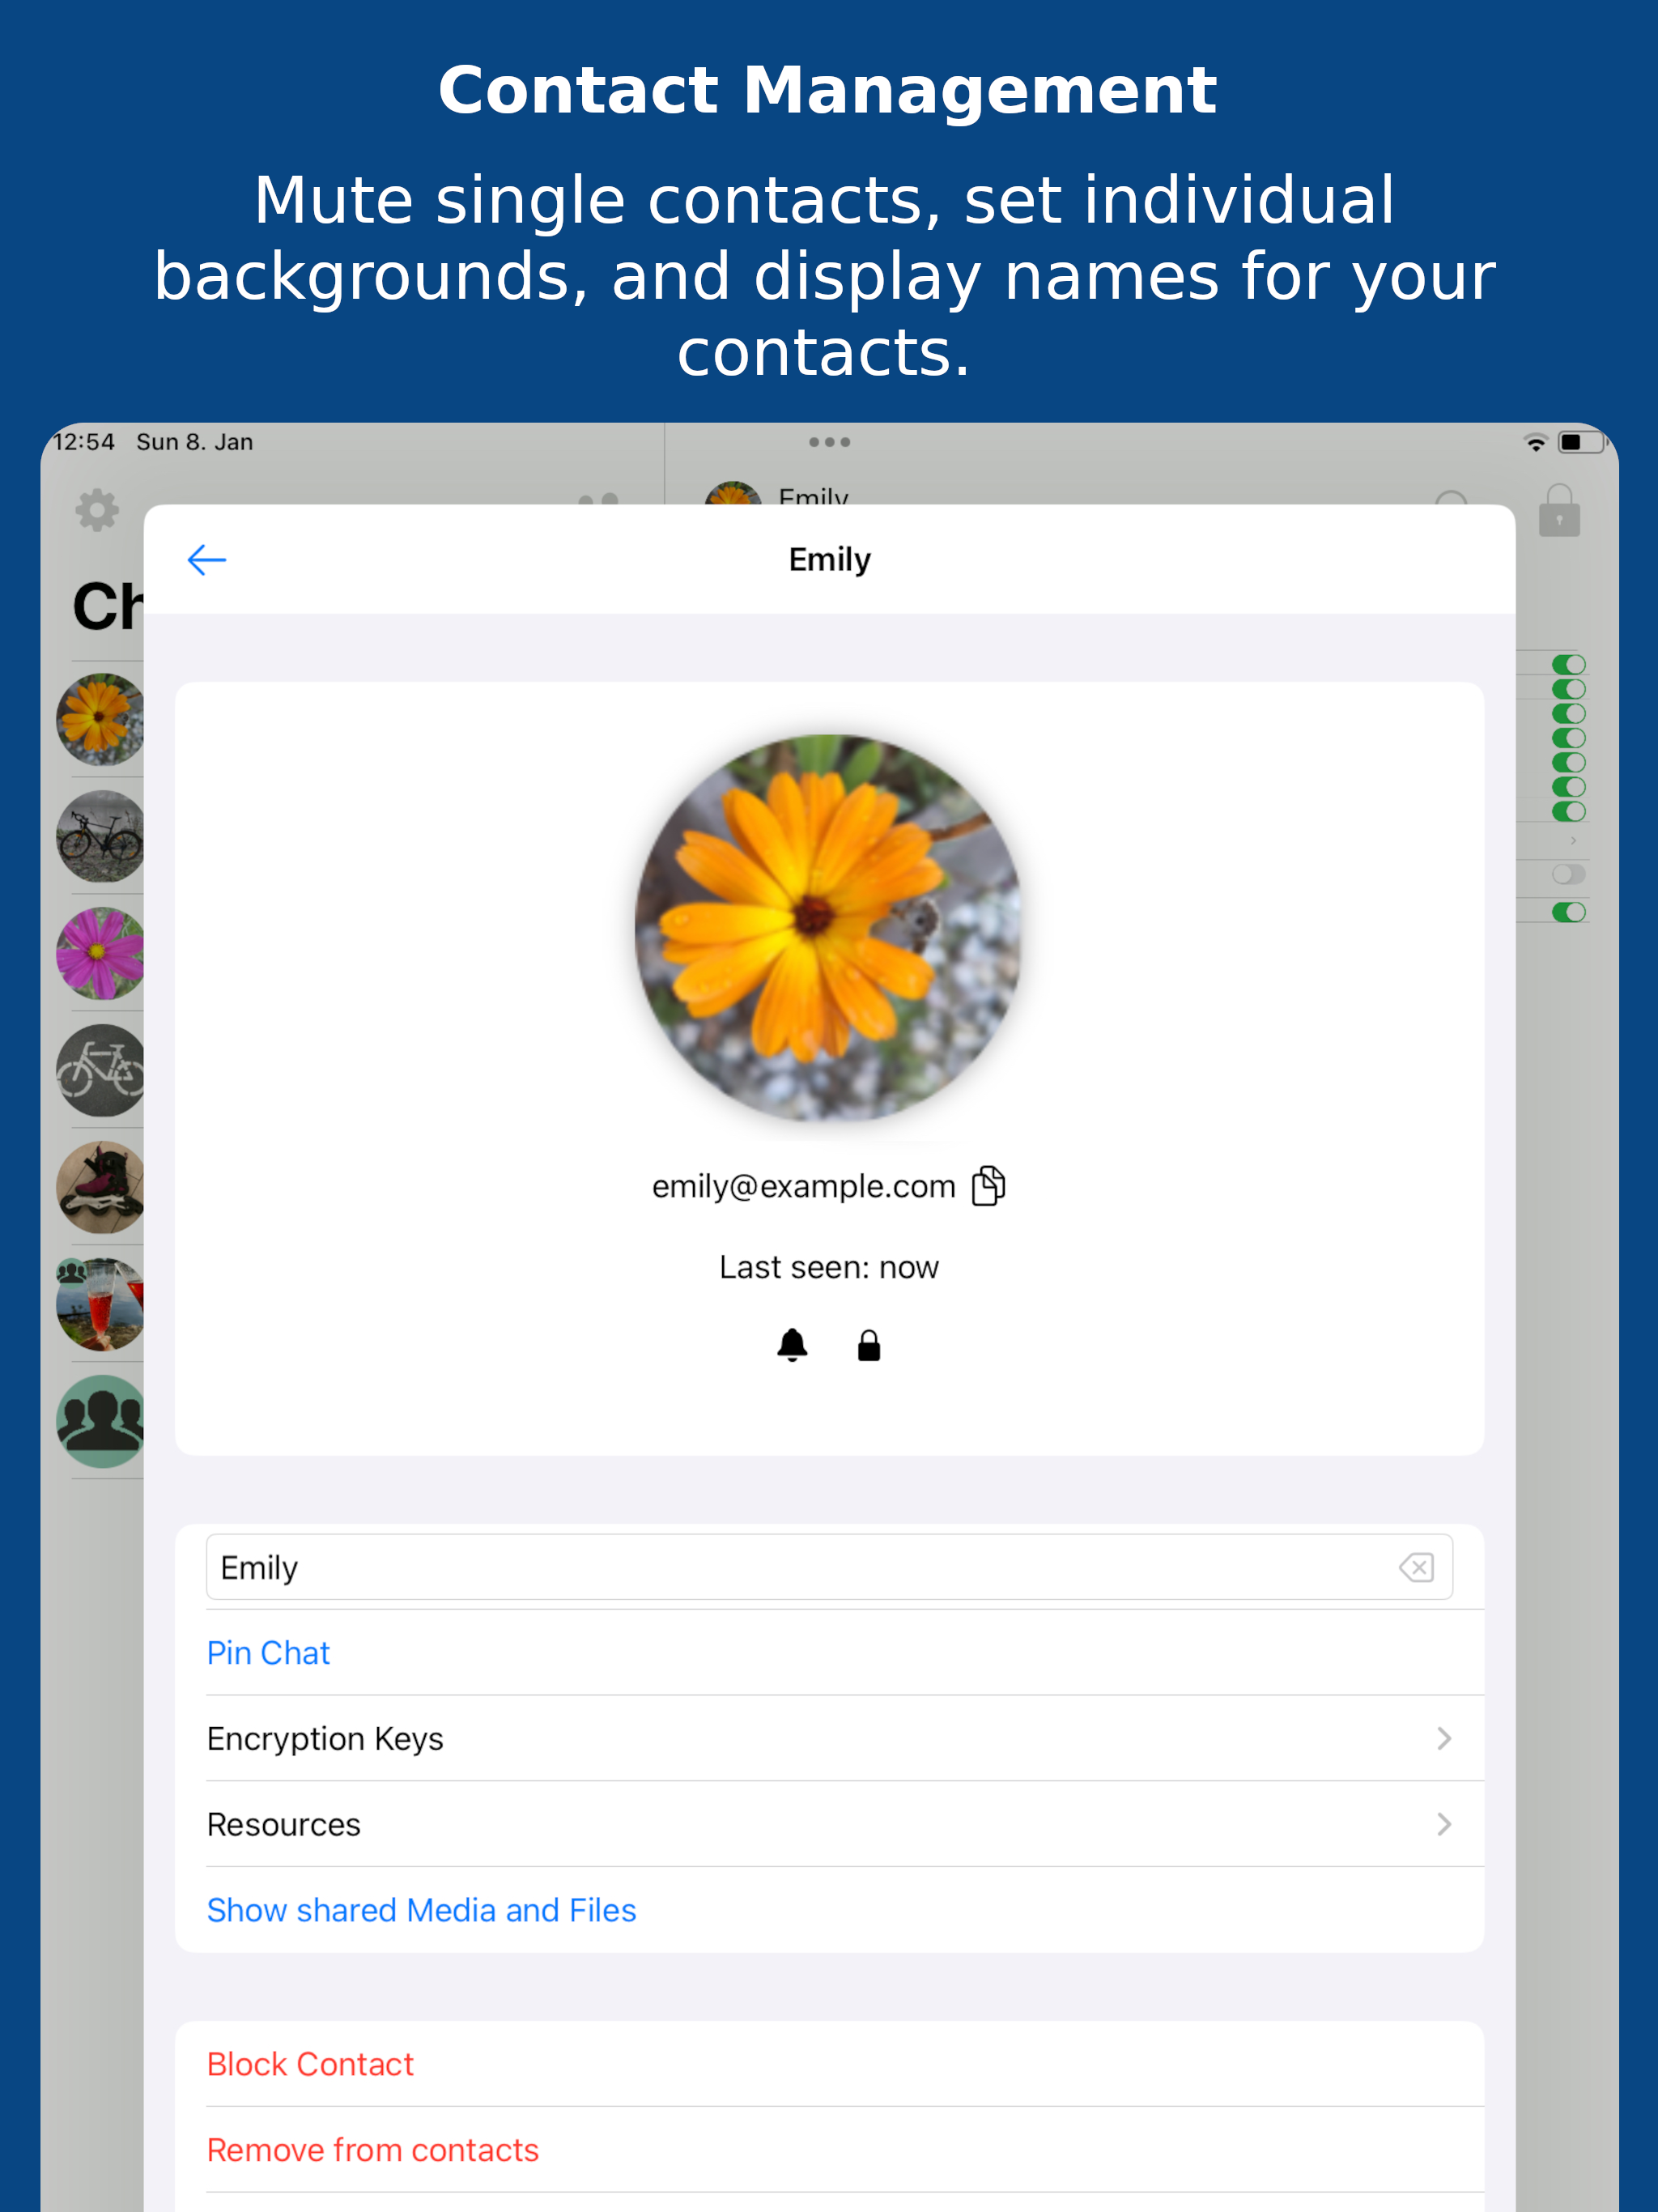 Contact Management
Mute single contacts, set individual
backgrounds, and display names for your
contacts.
12:54 Sun 8. Jan
Emily
Ch
Emily
emily@example.com
Last seen: now
Emily
Pin Chat
Encryption Keys
Resources
Show shared Media and Files
Block Contact
Remove from contacts